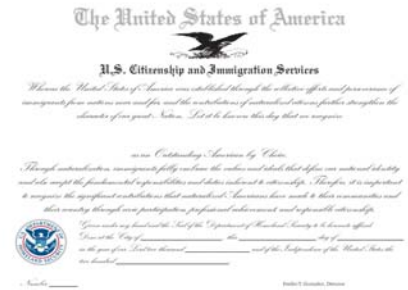 The United States of America
U.S. Citizenship and Immigration Services
Whereas the United States of America was established through the collective efforts and perseverance of
immigrants from nations near and far, and the contributions of naturalized citizens further strengthen the
character of our great Nation. Let it be known this day that we recognize
as an Outstanding American by Choice.
Through naturalization, immigrants fully embrace the values and ideals that define our national identity
and who accept the fundamental responsibilities and duties inherent to citizenship. Therefore, it is important
to recognize the significant contributions that naturalized Americans have made to their communities and
their country through civic participation, professional achievement and responsible citizenship.
Given under my hand and the Seal of the Department of Homeland Security to be hereunto affixed.
Done at the City of this day of
in the year of our Lord two thousand and of the Independence of the United States the
two hundred
Number
Emilio T. Gonzalez, Director